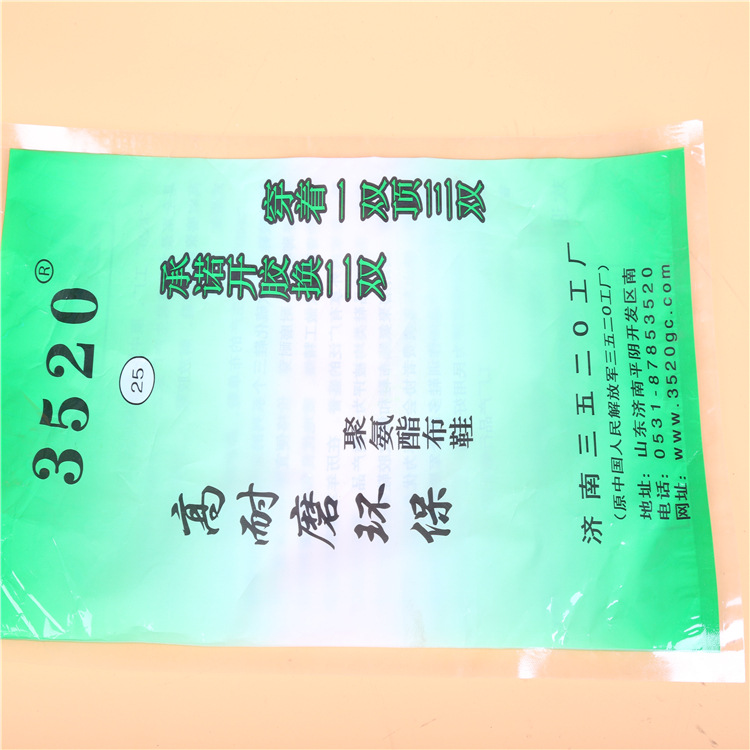 3520®
25
穿着一双顶三双
承诺开胶换二双
聚氨酯布鞋
高耐磨环保
济南三五二〇工厂
(原中国人民解放军三五二〇工厂)
地址:山东济南平阴开发区南
电话:0531-87853520
网址:www.3520gc.com